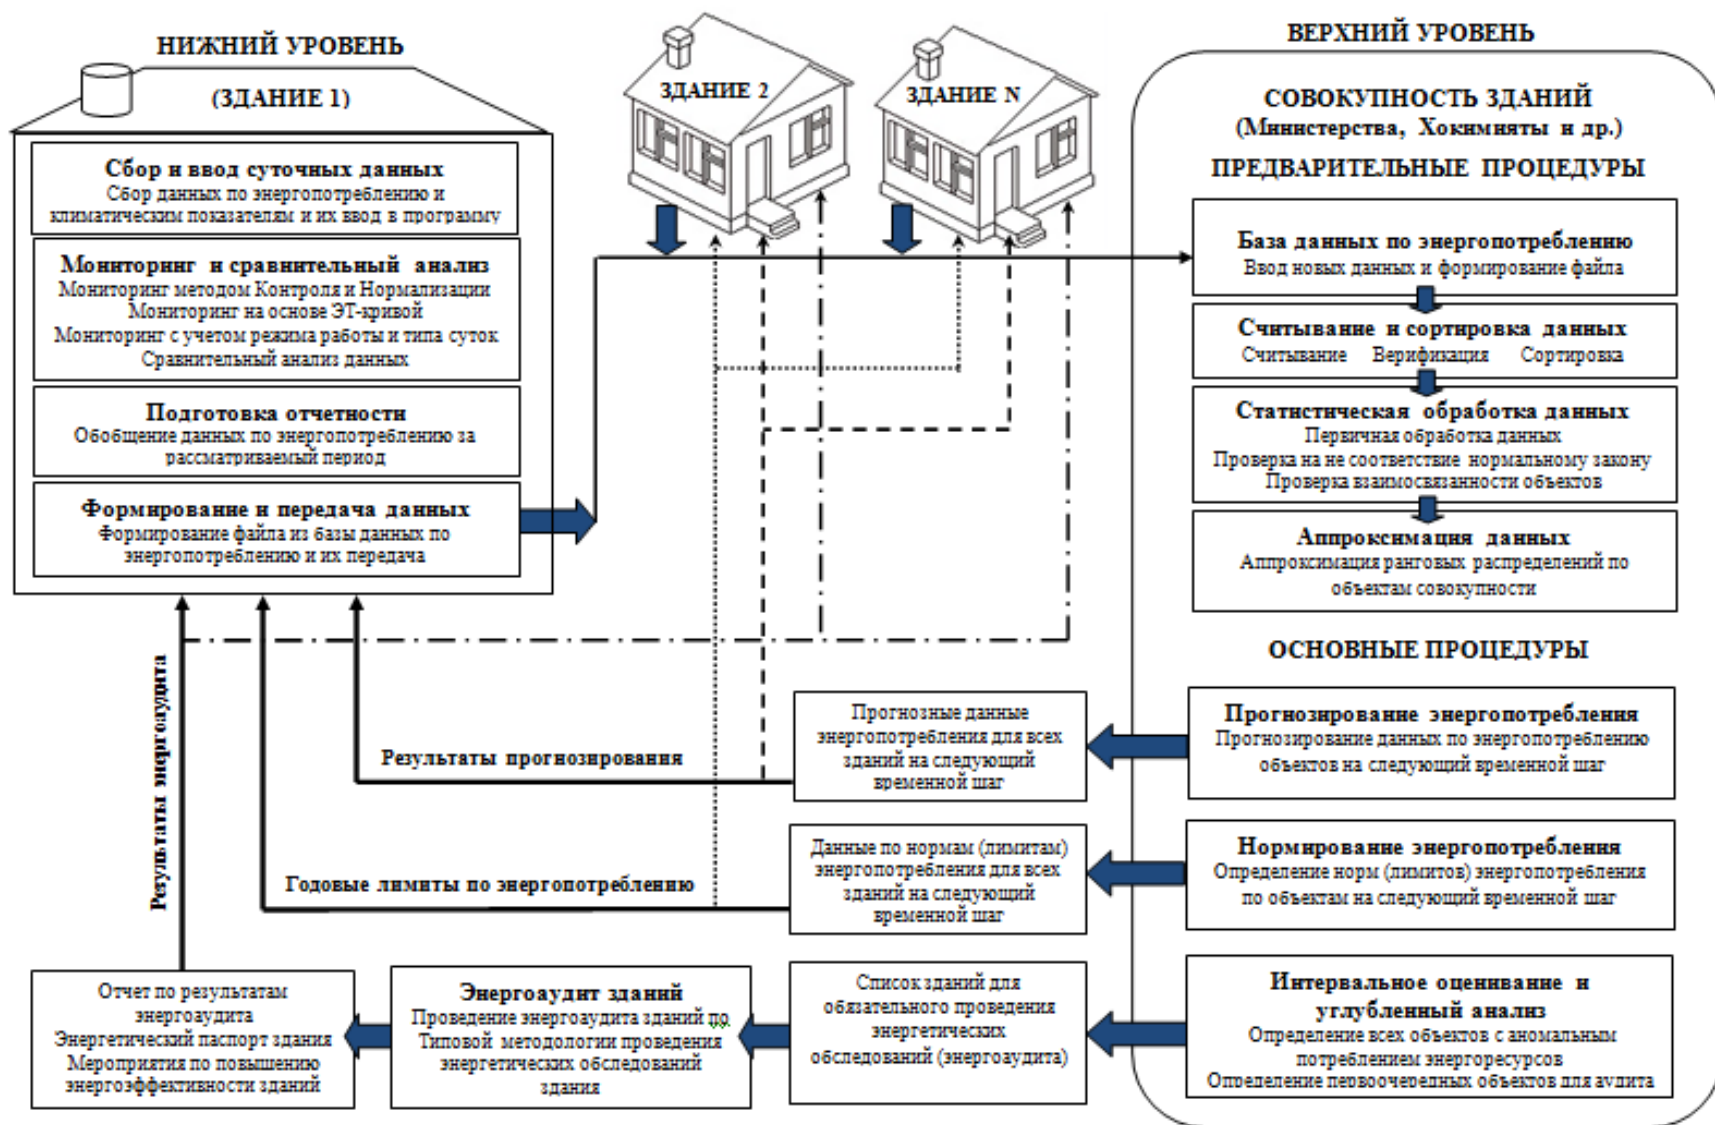 НИЖНИЙ УРОВЕНЬ
(ЗДАНИЕ 1)
Сбор и ввод суточных данных
Сбор данных по энергопотреблению и
климатическим показателям и их ввод в программу
Мониторинг и сравнительный анализ
Мониторинг методом Контроля и Нормализации
Мониторинг на основе ЭТ-кривой
Мониторинг с учетом режима работы и типа суток
Сравнительный анализ данных
Подготовка отчетности
Обобщение данных по энергопотреблению за
рассматриваемый период
Формирование и передача данных
Формирование файла из базы данных по
энергопотреблению и их передача
ЗДАНИЕ 2
ЗДАНИЕ N
ВЕРХНИЙ УРОВЕНЬ
СОВОКУПНОСТЬ ЗДАНИЙ
(Министерства, Хокимияты и др.)
ПРЕДВАРИТЕЛЬНЫЕ ПРОЦЕДУРЫ
База данных по энергопотреблению
Ввод новых данных и формирование файла
Считывание и сортировка данных
Считывание Верификация Сортировка
Статистическая обработка данных
Первичная обработка данных
Проверка на не соответствие нормальному закону
Проверка взаимосвязанности объектов
Аппроксимация данных
Аппроксимация ранговых распределений по
объектам совокупности
ОСНОВНЫЕ ПРОЦЕДУРЫ
Прогнозирование энергопотребления
Прогнозирование данных по энергопотреблению
объектов на следующий временной шаг
Прогнозные данные
энергопотребления для всех
зданий на следующий
временной шаг
Результаты прогнозирования
Нормирование энергопотребления
Определение норм (лимитов) энергопотребления
по объектам на следующий временной шаг
Данные по нормам (лимитам)
энергопотребления для всех
зданий на следующий
временной шаг
Годовые лимиты по энергопотреблению
Интервальное оценивание и
углубленный анализ
Определение всех объектов с аномальным
потреблением энергоресурсов
Определение первоочередных объектов для аудита
Список зданий для
обязательного проведения
энергетических
обследований (энергоаудита)
Энергоаудит зданий
Проведение энергоаудита зданий по
Типовой методологии проведения
энергетических обследований
здания
Отчет по результатам
энергоаудита
Энергетический паспорт здания
Мероприятия по повышению
энергоэффективности зданий
Результаты энергоаудита